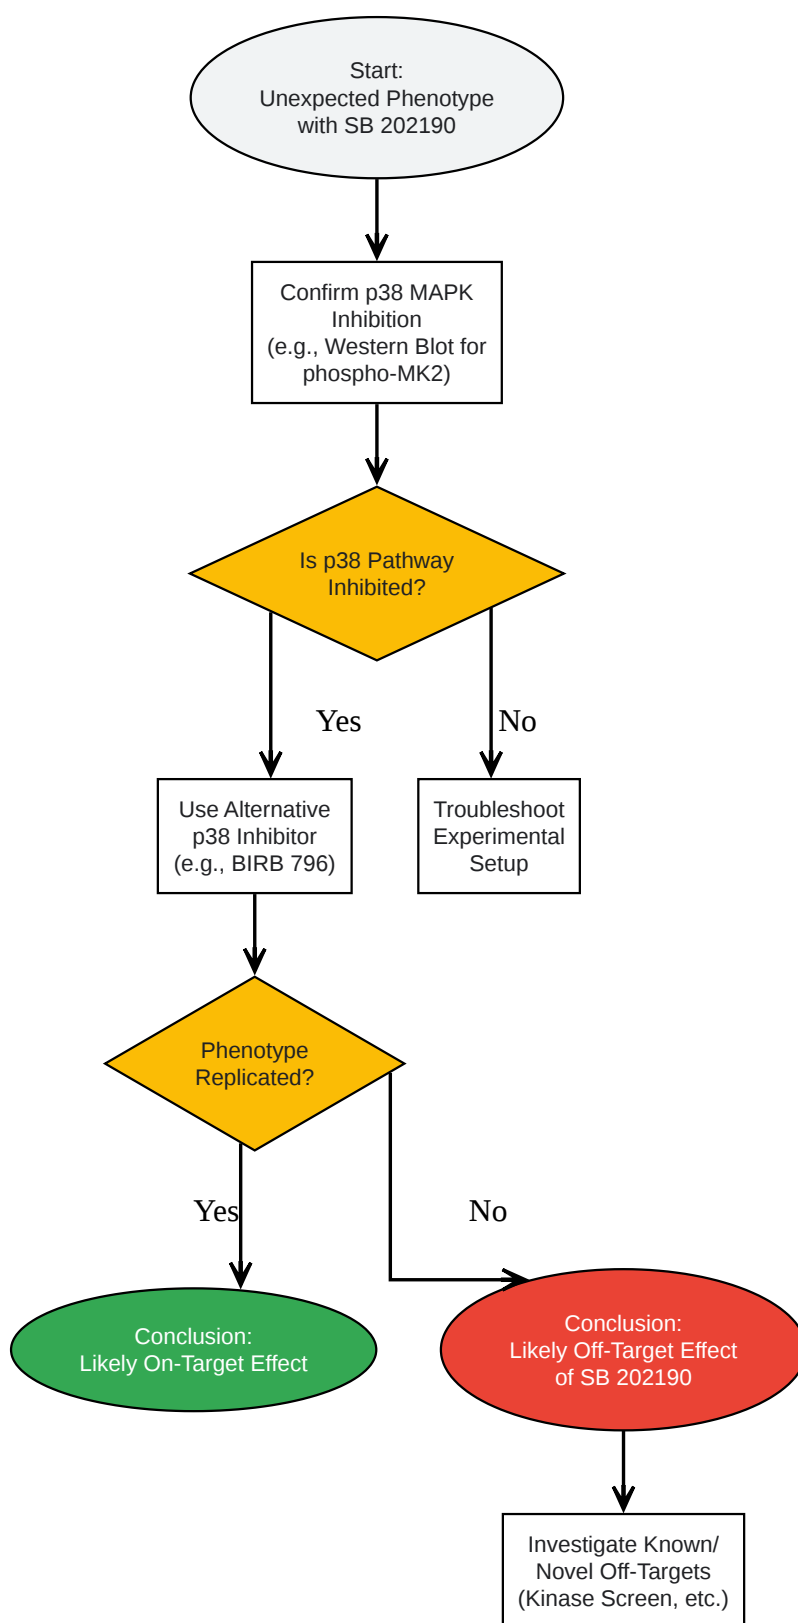 Start:
Unexpected Phenotype
with SB 202190
Confirm p38 MAPK
Inhibition
(e.g., Western Blot for
phospho-MK2)
Is p38 Pathway
Inhibited?
Yes
No
Use Alternative
p38 Inhibitor
(e.g., BIRB 796)
Troubleshoot
Experimental
Setup
Phenotype
Replicated?
Yes
No
Conclusion:
Likely On-Target Effect
Conclusion:
Likely Off-Target Effect
of SB 202190
Investigate Known/
Novel Off-Targets
(Kinase Screen, etc.)